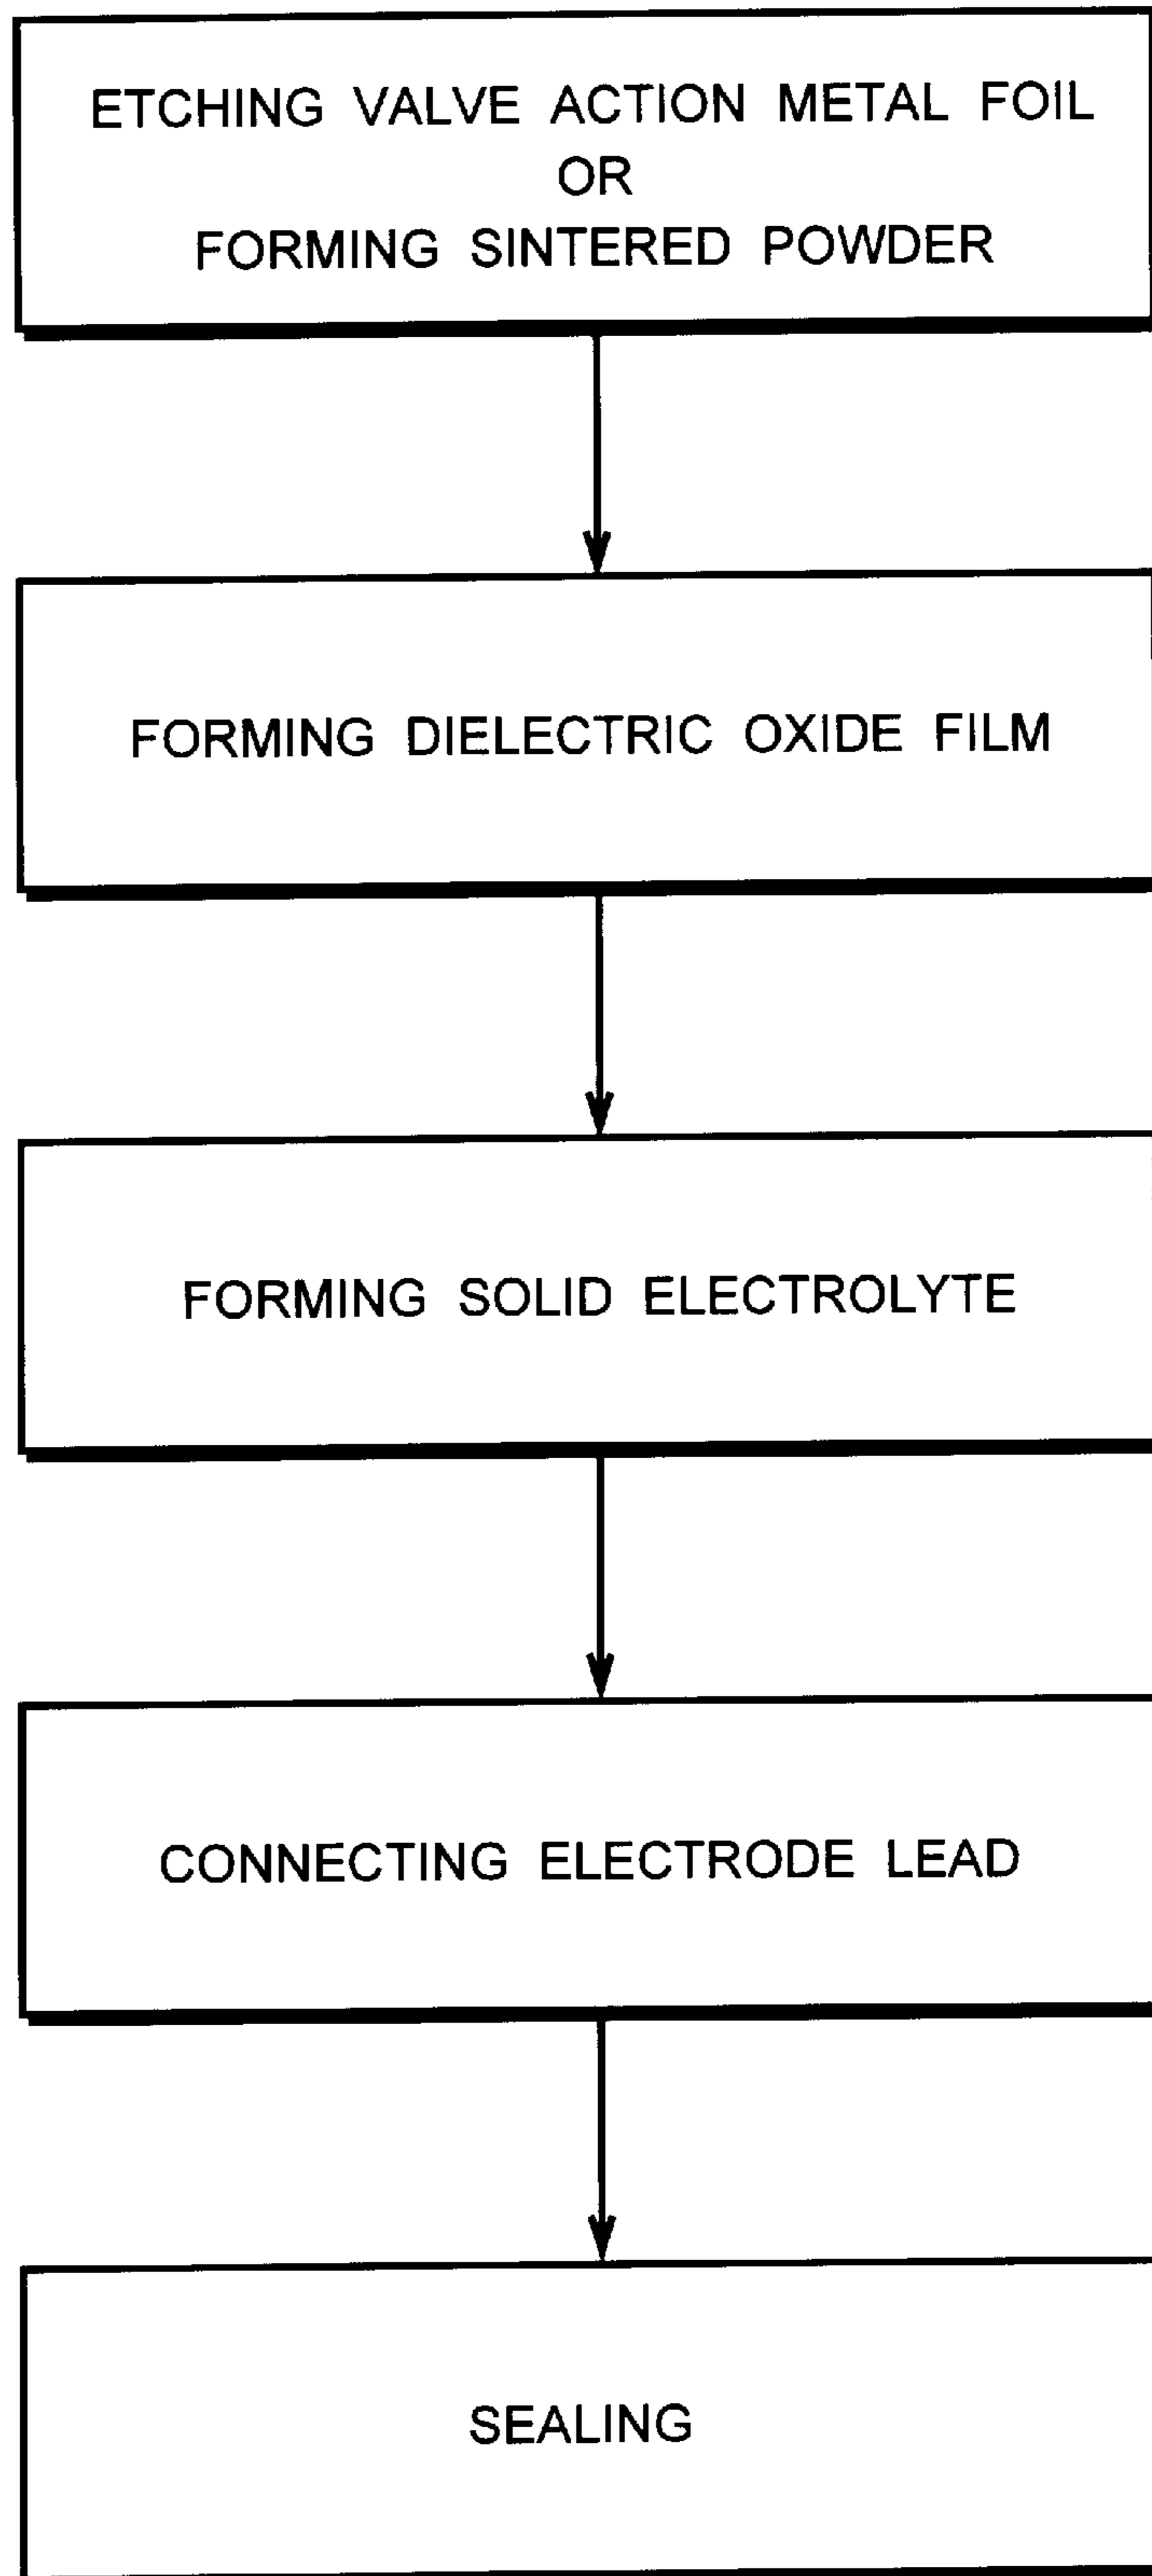 ETCHING VALVE ACTION METAL FOIL
OR
FORMING SINTERED POWDER
FORMING DIELECTRIC OXIDE FILM
FORMING SOLID ELECTROLYTE
CONNECTING ELECTRODE LEAD
SEALING